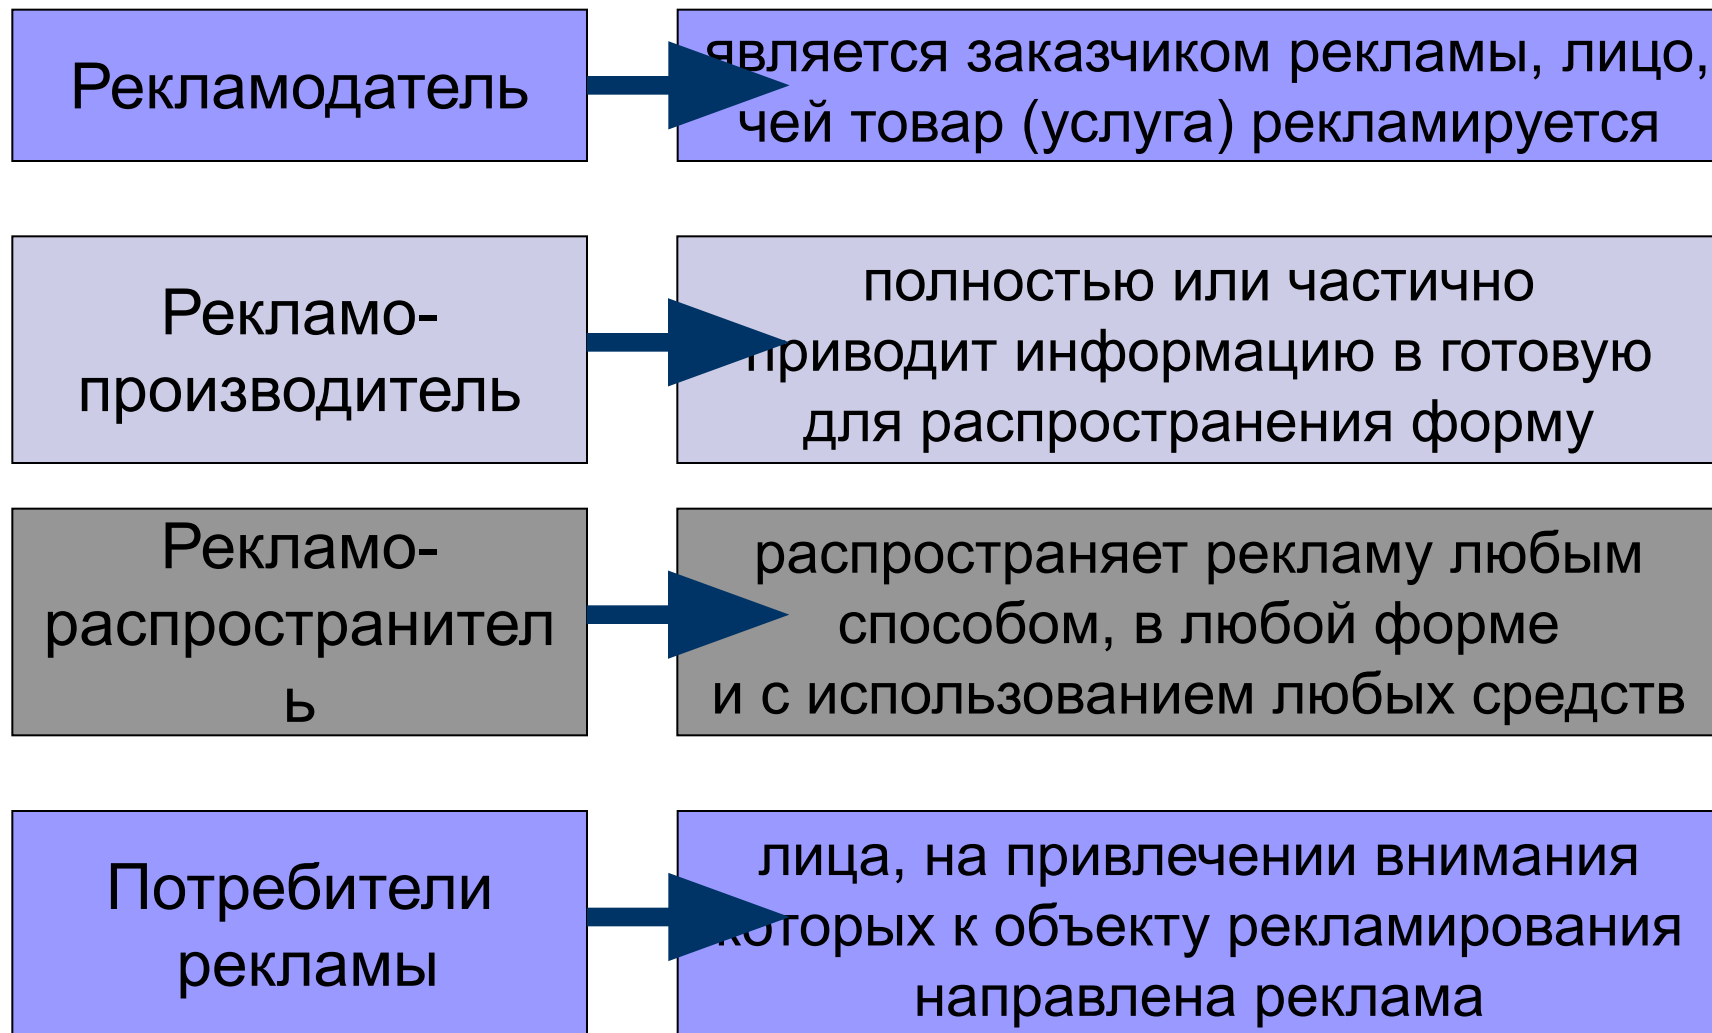 Рекламодатель
является заказчиком рекламы, лицо,
чей товар (услуга) рекламируется
Рекламо-
производитель
полностью или частично
приводит информацию в готовую
для распространения форму
Рекламо-
распространител
ь
распространяет рекламу любым
способом, в любой форме
и с использованием любых средств
Потребители
рекламы
лица, на привлечении внимания
которых к объекту рекламирования
направлена реклама